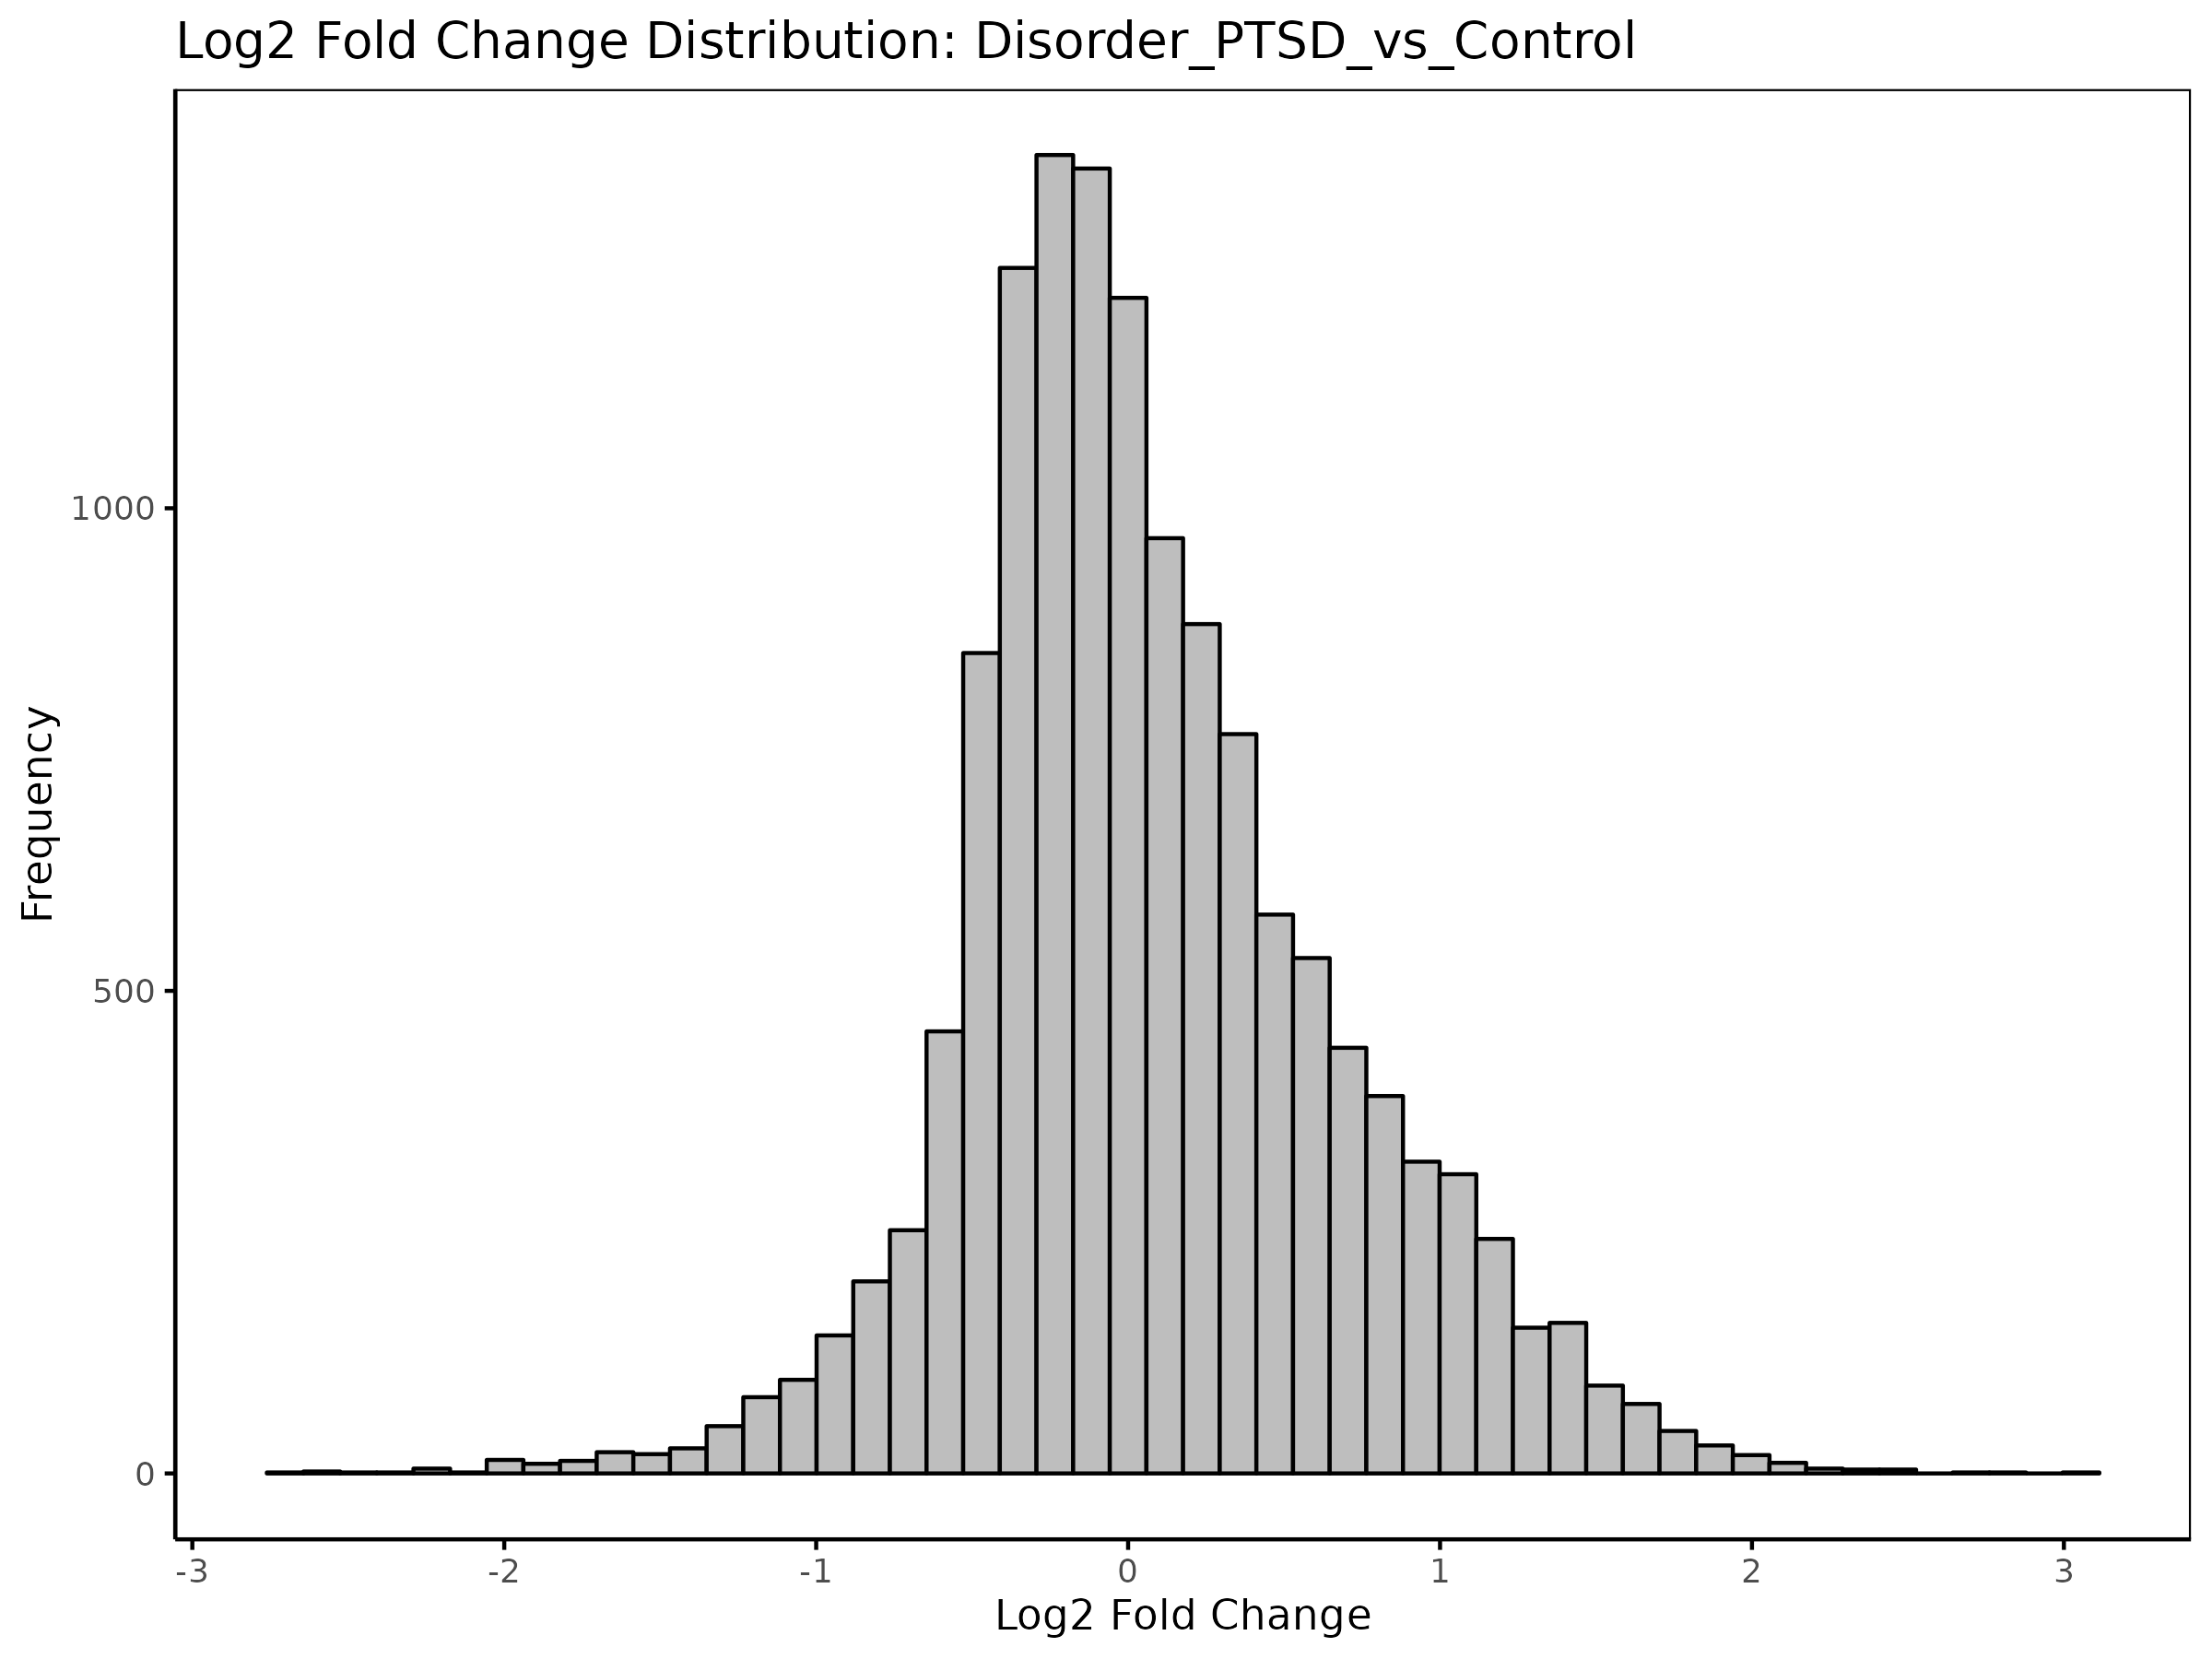 Log2 Fold Change Distribution: Disorder_PTSD_vs_Control
Frequency
1000
500
0
-3 -2 -1 0 1 2 3
Log2 Fold Change